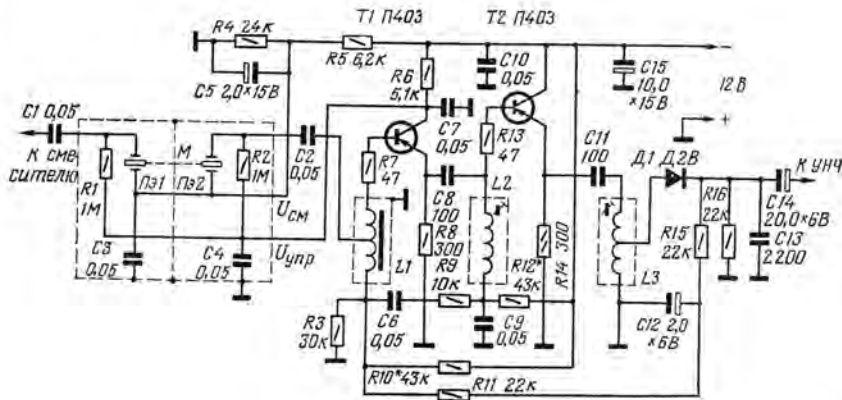 T1 П403
T2 П403
R4 24к
R5 6,2к
C5 2,0×15В
R6
5,1к
C10
0,05
C15
10,0
×15В
−
12 В
+
C1 0,05
К сме
сителю
R1
1М
ПЭ1
М
ПЭ2
R2
1М
C2
0,05
Uсм
Uупр
C3
0,05
C4
0,05
R7
47
C7
0,05
C8
100
R8
300
R9
10к
R13
47
L1
L2
C11
100
R14 300
R12*
43к
Д1 Д2В
К УНЧ
R16
22к
R15
22к
C14
20,0×6В
C13
2200
L3
C12 2,0
×6В
R3
30к
C6
0,05
C9
0,05
R10* 43к
R11 22к